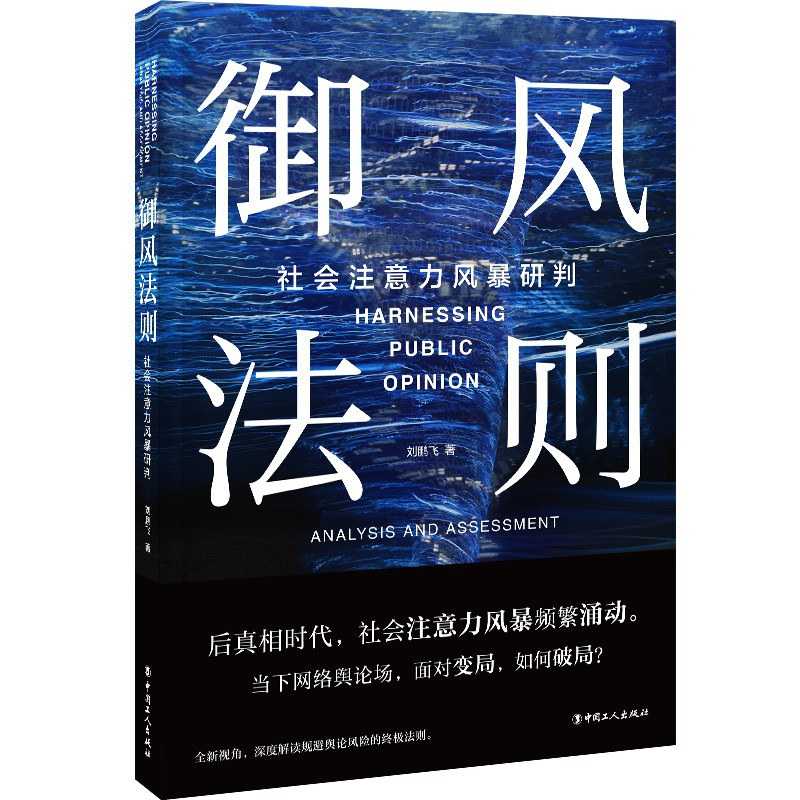 御风
法则
社会注意力风暴研判
HARNESSING
PUBLIC
OPINION
刘鹏飞 著
ANALYSIS AND ASSESSMENT
后真相时代，社会注意力风暴频繁涌动。
当下网络舆论场，面对变局，如何破局？
全新视角，深度解读规避舆论风险的终极法则。
中国工人出版社
HARNESSING
PUBLIC OPINION
ANALYSIS AND ASSESSMENT
御风法则
社会注意力风暴研判
刘鹏飞 著
中国工人出版社